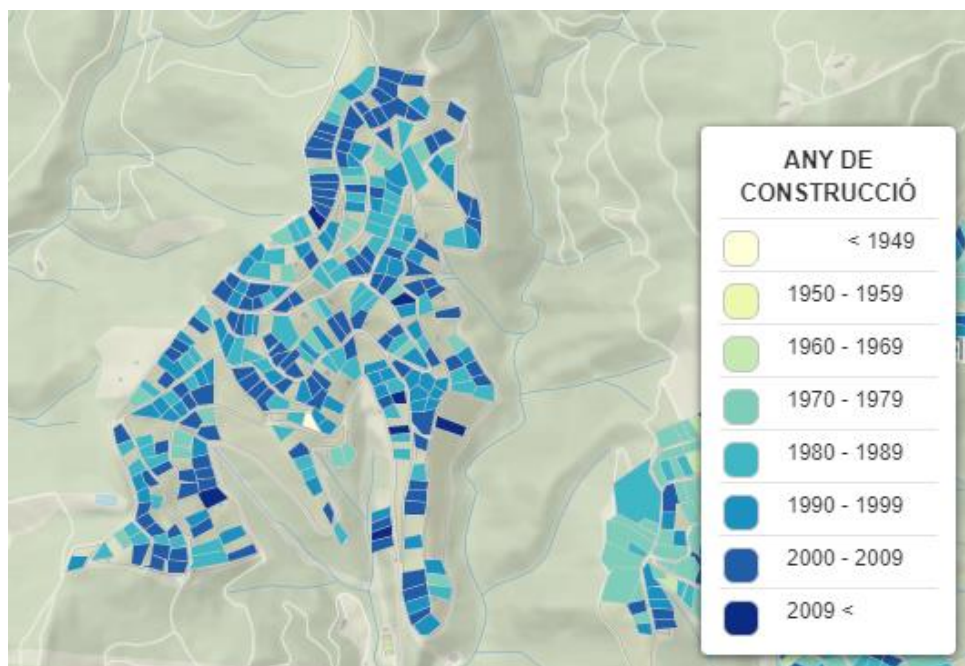 ANY DE
CONSTRUCCIÓ
< 1949
1950 - 1959
1960 - 1969
1970 - 1979
1980 - 1989
1990 - 1999
2000 - 2009
2009 <